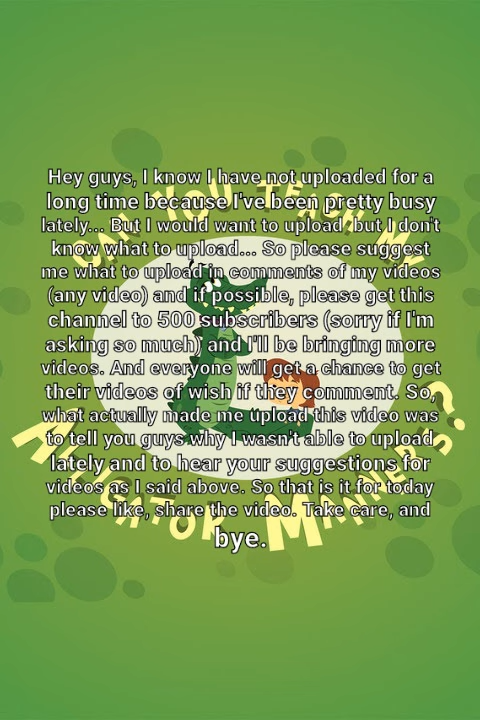 Hey guys, I know I have not uploaded for a
long time because I've been pretty busy
lately... But I would want to upload but I don't
know what to upload... So please suggest
me what to upload in comments of my videos
(any video) and if possible, please get this
channel to 500 subscribers (sorry if I'm
asking so much) and I'll be bringing more
videos. And everyone will get a chance to get
their videos of wish if they comment. So,
what actually made me upload this video was
to tell you guys why I wasn't able to upload
lately and to hear your suggestions for
videos as I said above. So that is it for today
please like, share the video. Take care, and
bye.
CAN YOU TEACH MY
ALLIGATOR MANNERS?